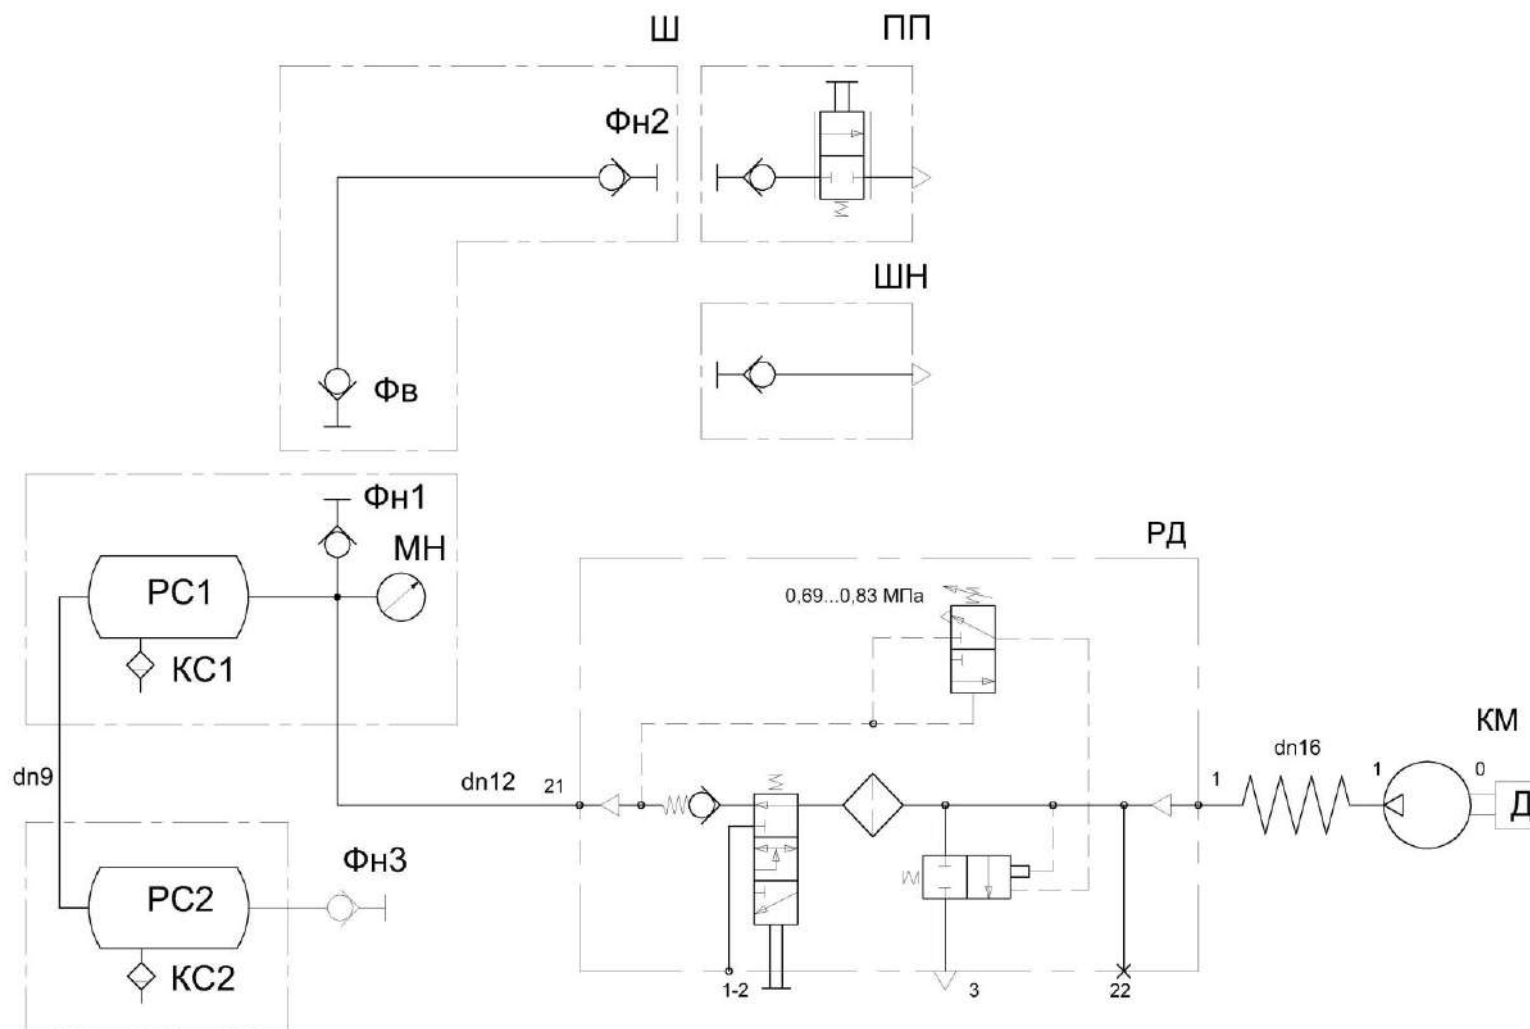 Ш
ПП
Фн2
ШН
Фв
Фн1
МН
РС1
КС1
РД
0,69...0,83 МПа
КМ
dn16
1
1
0
Д
dn9
dn12
21
Фн3
РС2
КС2
1-2
3
22